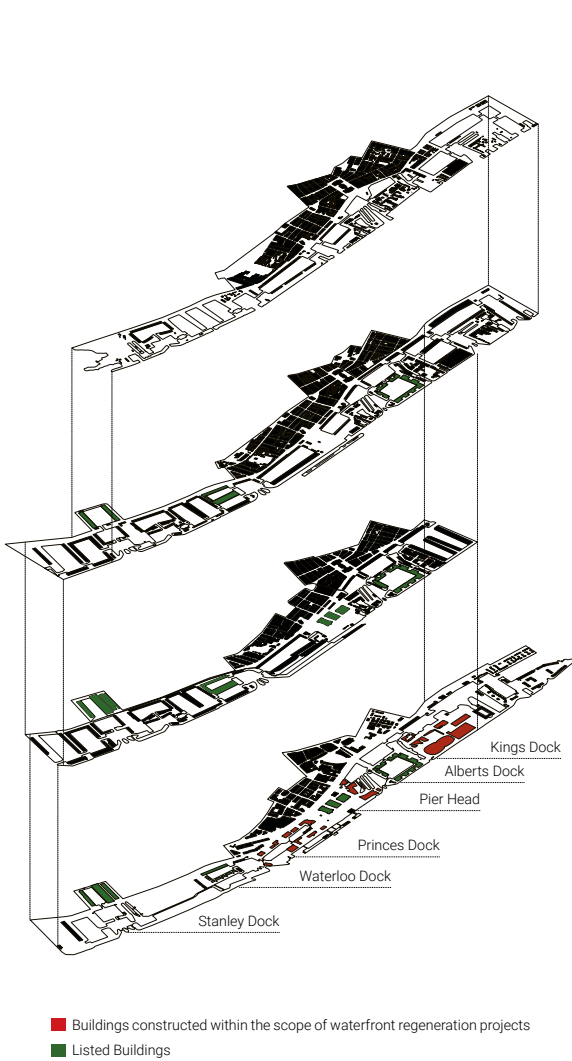 Kings Dock
Alberts Dock
Pier Head
Princes Dock
Waterloo Dock
Stanley Dock
Buildings constructed within the scope of waterfront regeneration projects
Listed Buildings